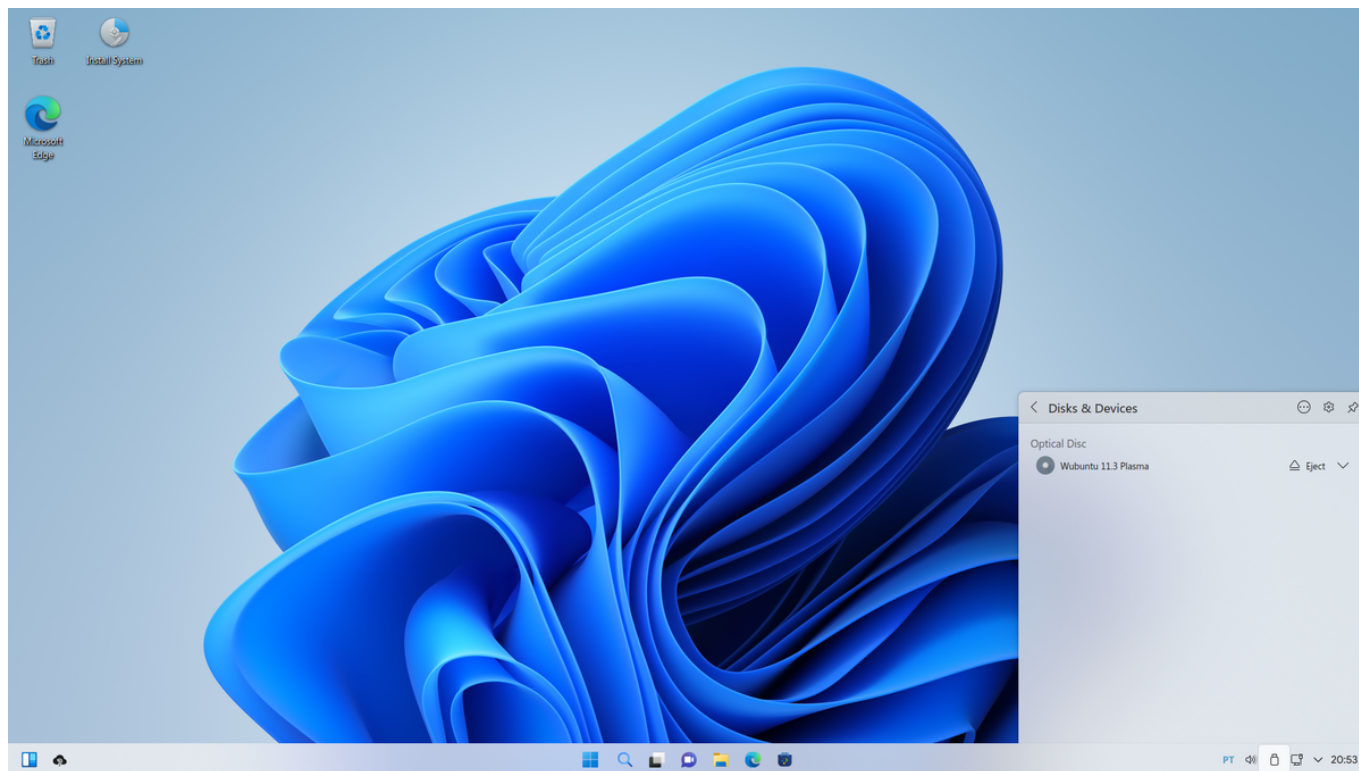 Trash
Install System
Microsoft
Edge
Disks & Devices
Optical Disc
Wubuntu 11.3 Plasma
Eject
PT
20:53